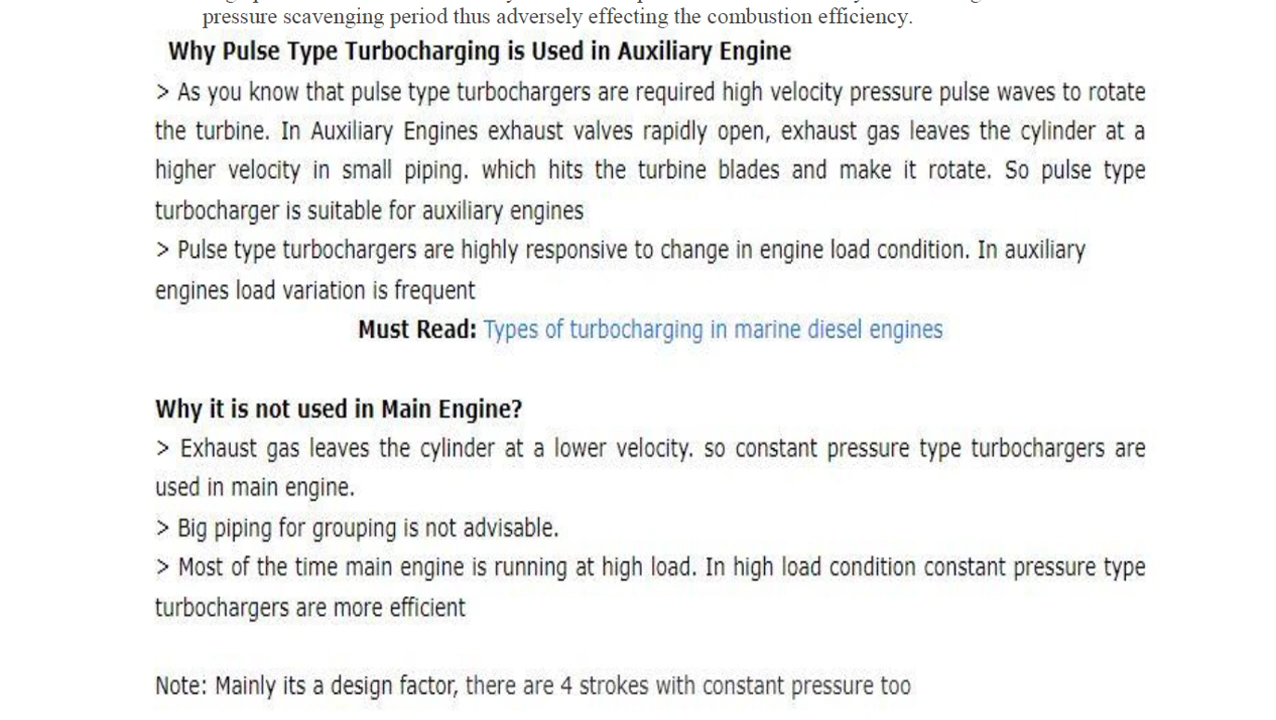 pressure scavenging period thus adversely effecting the combustion efficiency.
Why Pulse Type Turbocharging is Used in Auxiliary Engine
> As you know that pulse type turbochargers are required high velocity pressure pulse waves to rotate
the turbine. In Auxiliary Engines exhaust valves rapidly open, exhaust gas leaves the cylinder at a
higher velocity in small piping. which hits the turbine blades and make it rotate. So pulse type
turbocharger is suitable for auxiliary engines
> Pulse type turbochargers are highly responsive to change in engine load condition. In auxiliary
engines load variation is frequent
Must Read: Types of turbocharging in marine diesel engines
Why it is not used in Main Engine?
> Exhaust gas leaves the cylinder at a lower velocity. so constant pressure type turbochargers are
used in main engine.
> Big piping for grouping is not advisable.
> Most of the time main engine is running at high load. In high load condition constant pressure type
turbochargers are more efficient
Note: Mainly its a design factor, there are 4 strokes with constant pressure too